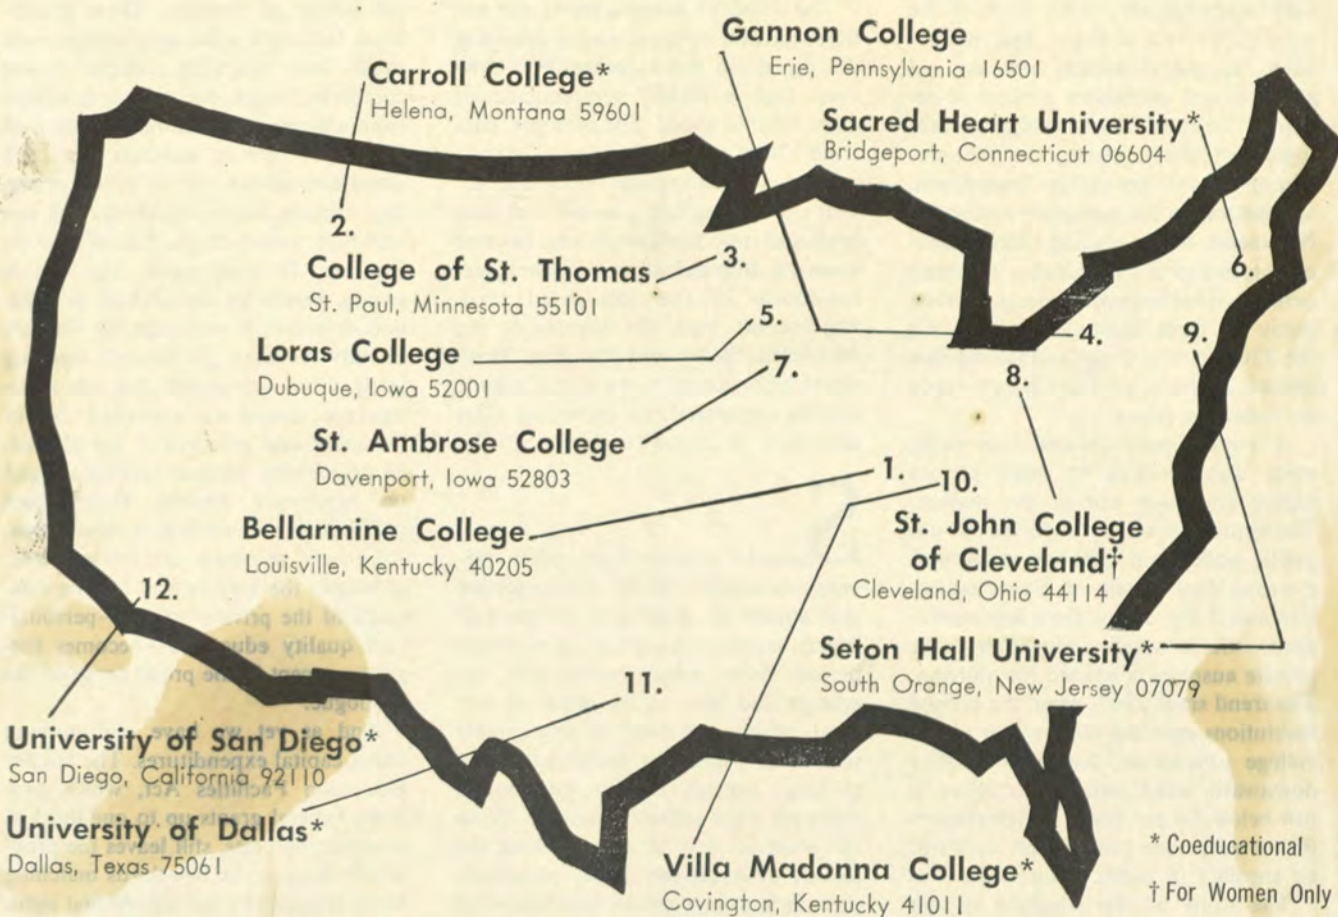 Gannon College
Erie, Pennsylvania 16501
Carroll College*
Helena, Montana 59601
Sacred Heart University*
Bridgeport, Connecticut 06604
2.
College of St. Thomas
3.
St. Paul, Minnesota 55101
6.
5.
Loras College
Dubuque, Iowa 52001
7.
4.
9.
8.
St. Ambrose College
Davenport, Iowa 52803
1.
10.
Bellarmine College
Louisville, Kentucky 40205
St. John College
of Cleveland†
Cleveland, Ohio 44114
12.
Seton Hall University*
South Orange, New Jersey 07079
11.
University of San Diego*
San Diego, California 92110
University of Dallas*
Dallas, Texas 75061
Villa Madonna College*
Covington, Kentucky 41011
* Coeducational
† For Women Only